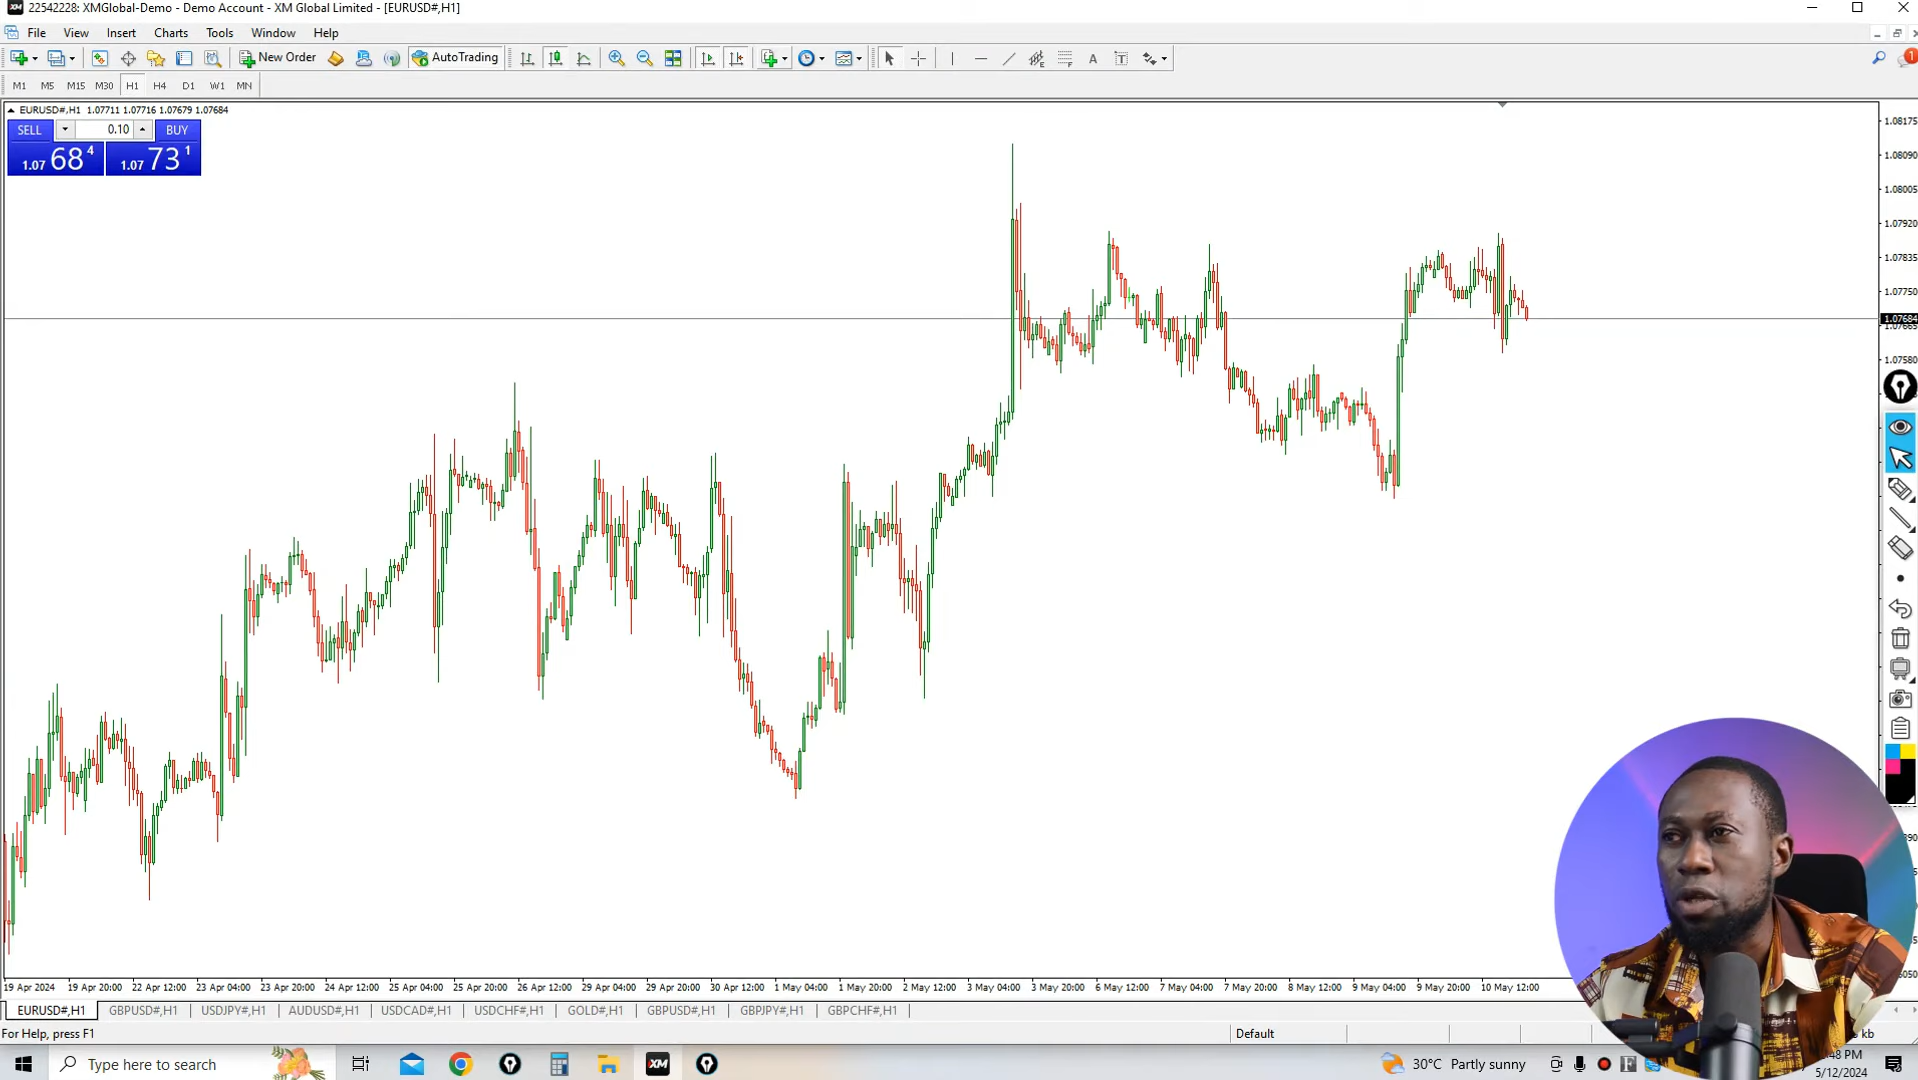 XM 22542228: XMGlobal-Demo - Demo Account - XM Global Limited - [EURUSD#,H1]
File View Insert Charts Tools Window Help
New Order AutoTrading A T 1
M1 M5 M15 M30 H1 H4 D1 W1 MN
EURUSD#,H1 1.07711 1.07716 1.07679 1.07684
SELL 0.10 BUY
1.07 68 4 1.07 73 1
1.08175
1.08090
1.08005
1.07920
1.07835
1.07750
1.07684
1.07665
1.07580
19 Apr 2024 19 Apr 20:00 22 Apr 12:00 23 Apr 04:00 23 Apr 20:00 24 Apr 12:00 25 Apr 04:00 25 Apr 20:00 26 Apr 12:00 29 Apr 04:00 29 Apr 20:00 30 Apr 12:00 1 May 04:00 1 May 20:00 2 May 12:00 3 May 04:00 3 May 20:00 6 May 12:00 7 May 04:00 7 May 20:00 8 May 12:00 9 May 04:00 9 May 20:00 10 May 12:00
EURUSD#,H1 GBPUSD#,H1 USDJPY#,H1 AUDUSD#,H1 USDCAD#,H1 USDCHF#,H1 GOLD#,H1 GBPUSD#,H1 GBPJPY#,H1 GBPCHF#,H1
For Help, press F1 Default kb
Type here to search XM 30°C Partly sunny F :48 PM
5/12/2024